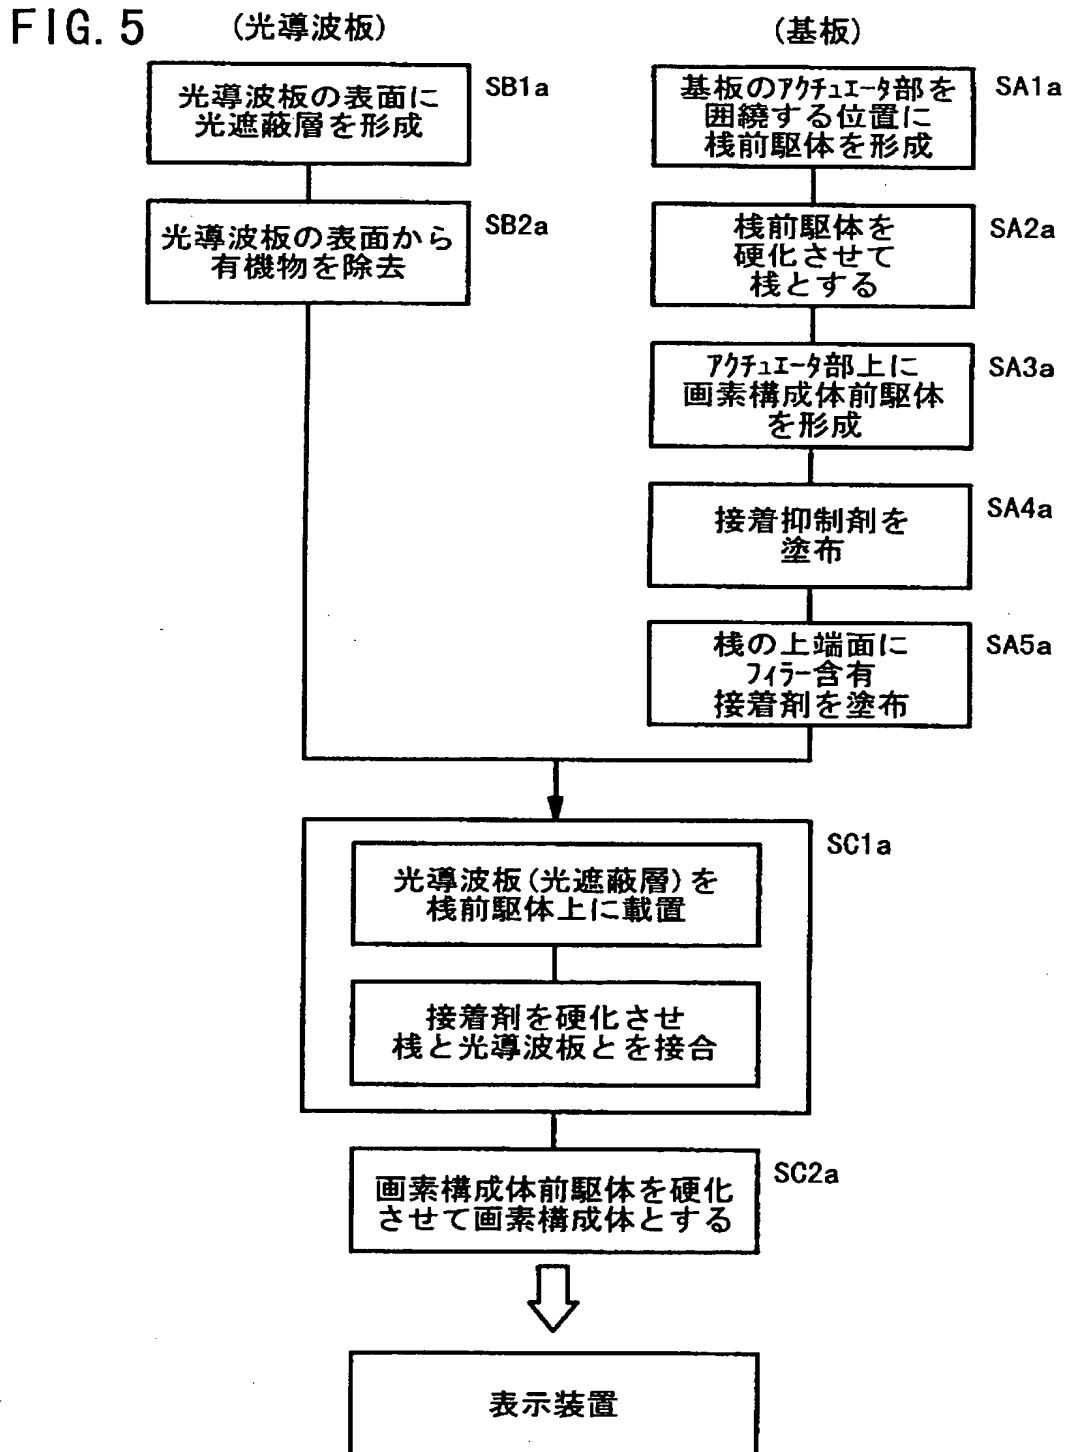 FIG. 5
(光導波板)
光導波板の表面に
光遮蔽層を形成
SB1a
光導波板の表面から
有機物を除去
SB2a
(基板)
基板のアクチュエータ部を
囲繞する位置に
桟前駆体を形成
SA1a
桟前駆体を
硬化させて
桟とする
SA2a
アクチュエータ部上に
画素構成体前駆体
を形成
SA3a
接着抑制剤を
塗布
SA4a
桟の上端面に
フィラー含有
接着剤を塗布
SA5a
SC1a
光導波板(光遮蔽層)を
桟前駆体上に載置
接着剤を硬化させ
桟と光導波板とを接合
画素構成体前駆体を硬化
させて画素構成体とする
SC2a
表示装置